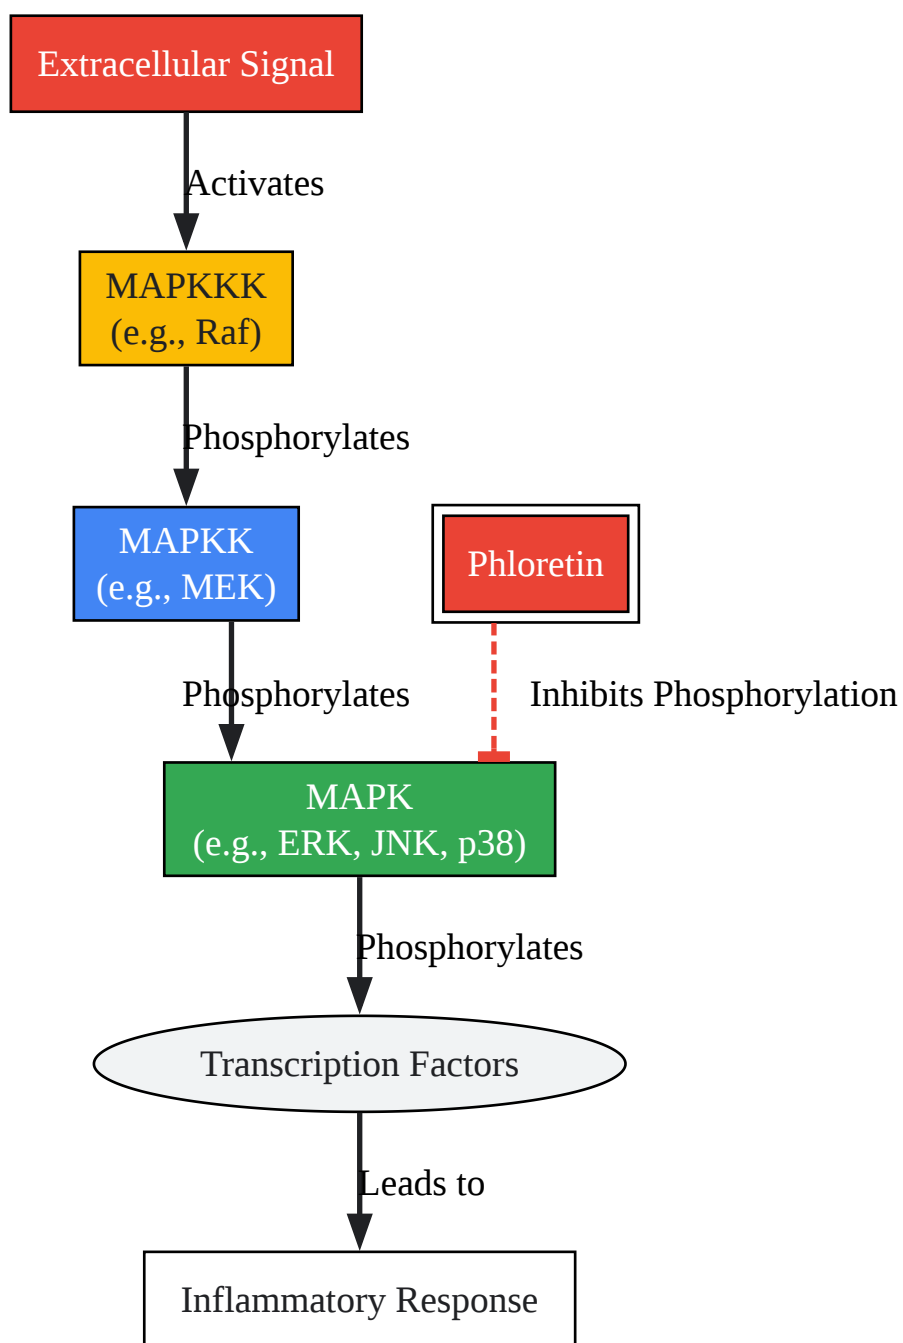 Extracellular Signal
Activates
MAPKKK
(e.g., Raf)
Phosphorylates
MAPKK
(e.g., MEK)
Phloretin
Phosphorylates
Inhibits Phosphorylation
MAPK
(e.g., ERK, JNK, p38)
Phosphorylates
Transcription Factors
Leads to
Inflammatory Response